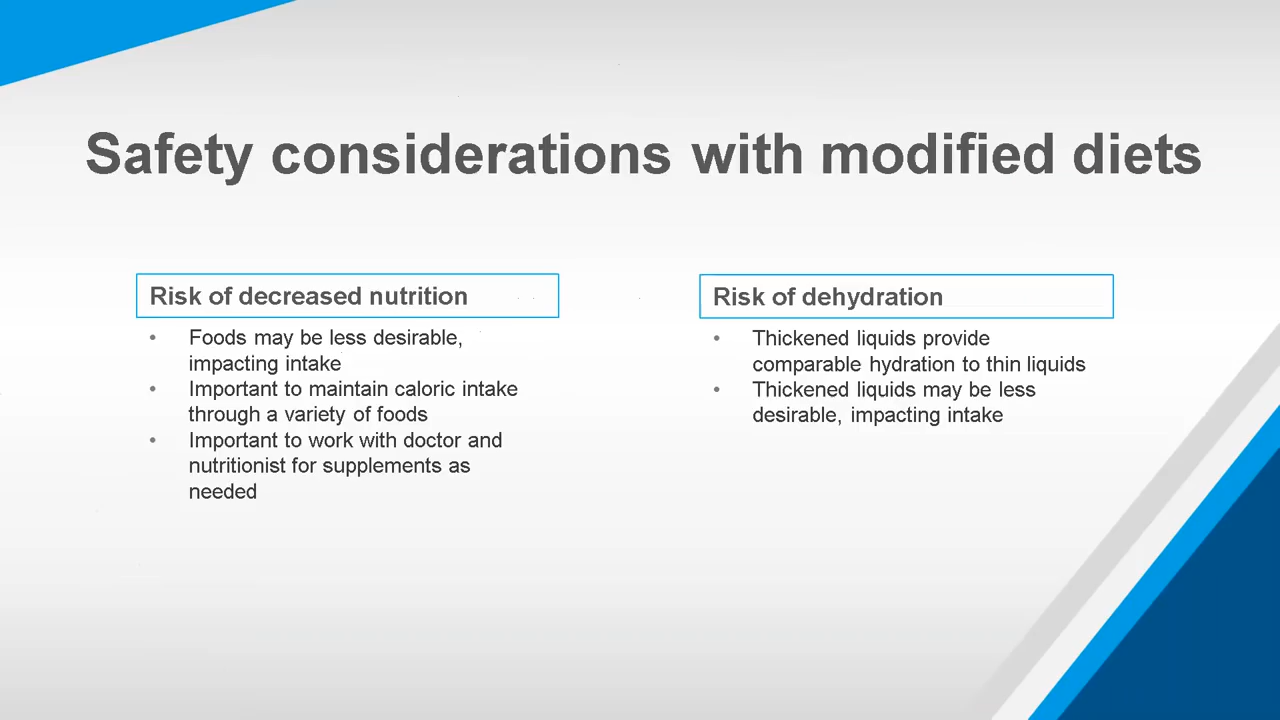 Safety considerations with modified diets
Risk of decreased nutrition
• Foods may be less desirable,
impacting intake
• Important to maintain caloric intake
through a variety of foods
• Important to work with doctor and
nutritionist for supplements as
needed
Risk of dehydration
• Thickened liquids provide
comparable hydration to thin liquids
• Thickened liquids may be less
desirable, impacting intake